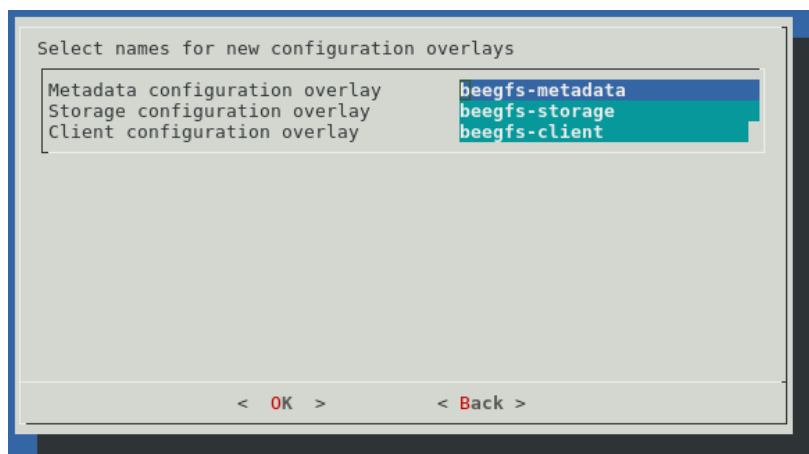 Select names for new configuration overlays
Metadata configuration overlay beegfs-metadata
Storage configuration overlay beegfs-storage
Client configuration overlay beegfs-client
< OK > < Back >